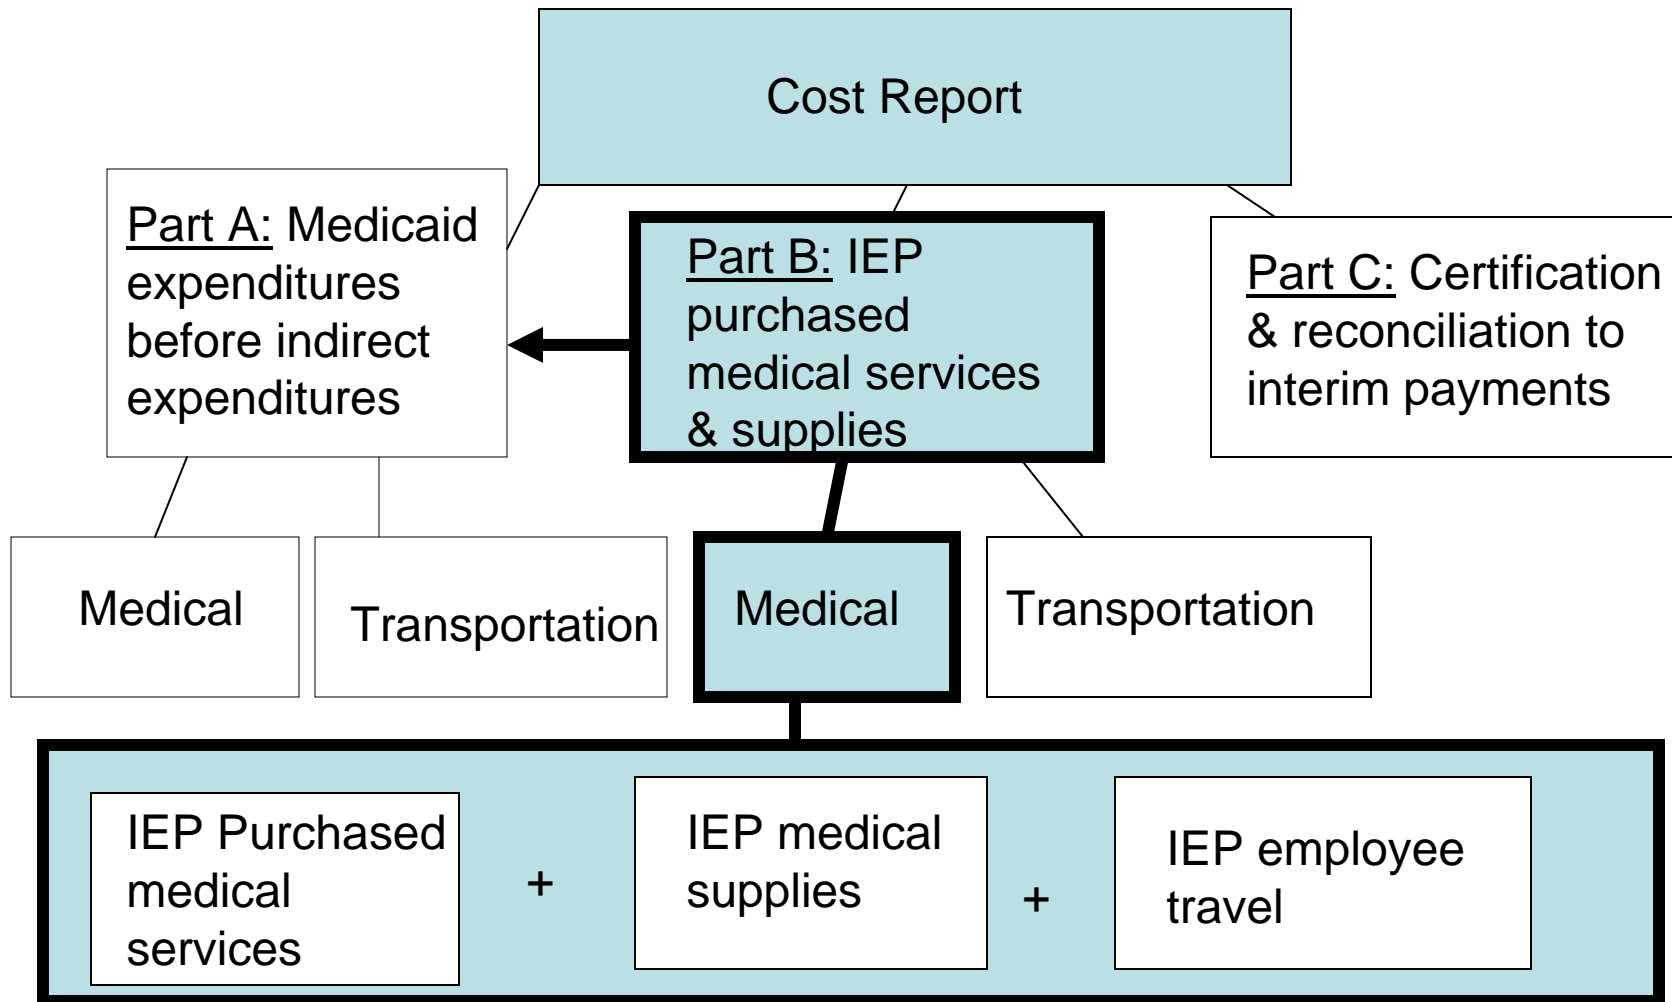 Cost Report
Part A: Medicaid
expenditures
before indirect
expenditures
Part B: IEP
purchased
medical services
& supplies
Part C: Certification
& reconciliation to
interim payments
Medical
Transportation
Medical
Transportation
IEP Purchased
medical
services
+
IEP medical
supplies
+
IEP employee
travel